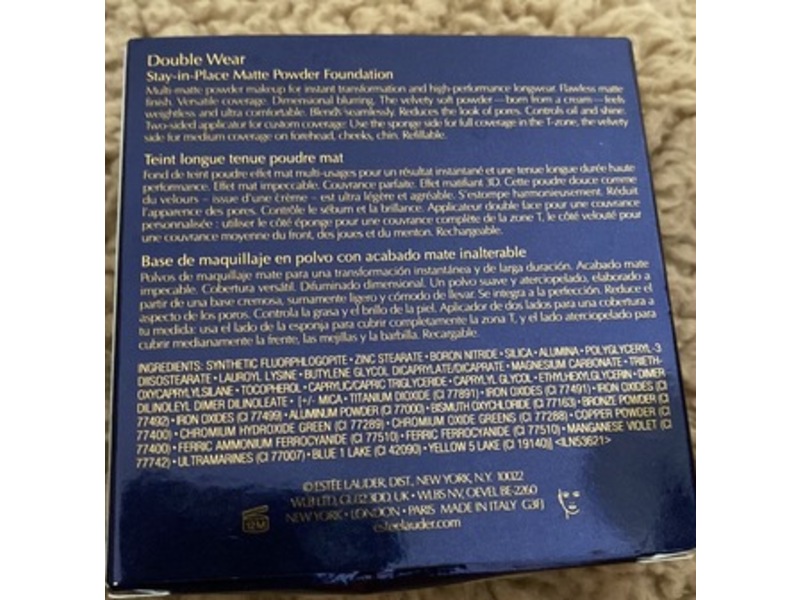 Double Wear
Stay-in-Place Matte Powder Foundation
Multi-matte powder makeup for instant transformation and high-performance longwear. Flawless matte
finish. Versatile coverage. Dimensional blurring. The velvety soft powder—born from a cream—feels
weightless and ultra comfortable. Blends seamlessly. Reduces the look of pores. Controls oil and shine.
Two-sided applicator for custom coverage. Use the sponge side for full coverage in the T-zone, the velvety
side for medium coverage on forehead, cheeks, chin. Refillable.
Teint longue tenue poudre mat
Fond de teint poudre effet mat multi-usages pour un résultat instantané et une tenue longue durée haute
performance. Effet mat impeccable. Couvrance parfaite. Effet matifiant 3D. Cette poudre douce comme
du velours – issue d'une crème – est ultra légère et agréable. S'estompe harmonieusement. Réduit
l'apparence des pores. Contrôle le sébum et la brillance. Applicateur double face pour une couvrance
personnalisée : utiliser le côté éponge pour une couvrance complète de la zone T, le côté velouté pour
une couvrance moyenne du front, des joues et du menton. Rechargeable.
Base de maquillaje en polvo con acabado mate inalterable
Polvos de maquillaje mate para una transformación instantánea y de larga duración. Acabado mate
impecable. Cobertura versátil. Difuminado dimensional. Un polvo suave y aterciopelado, elaborado a
partir de una base cremosa, sumamente ligero y cómodo de llevar. Se integra a la perfección. Reduce el
aspecto de los poros. Controla la grasa y el brillo de la piel. Aplicador de dos lados para una cobertura a
tu medida: usa el lado de la esponja para cubrir completamente la zona T, y el lado aterciopelado para
cubrir medianamente la frente, las mejillas y la barbilla. Recargable.
INGREDIENTS: SYNTHETIC FLUORPHLOGOPITE • ZINC STEARATE • BORON NITRIDE • SILICA • ALUMINA • POLYGLYCERYL-3
DIISOSTEARATE • LAUROYL LYSINE • BUTYLENE GLYCOL DICAPRYLATE/DICAPRATE • MAGNESIUM CARBONATE • TRIETH-
OXYCAPRYLYLSILANE • TOCOPHEROL • CAPRYLIC/CAPRIC TRIGLYCERIDE • CAPRYLYL GLYCOL • ETHYLHEXYLGLYCERIN • DIMER
DILINOLEYL DIMER DILINOLEATE • [+/- MICA • TITANIUM DIOXIDE (CI 77891) • IRON OXIDES (CI 77491) • IRON OXIDES (CI
77492) • IRON OXIDES (CI 77499) • ALUMINUM POWDER (CI 77000) • BISMUTH OXYCHLORIDE (CI 77163) • BRONZE POWDER (CI
77400) • CHROMIUM HYDROXIDE GREEN (CI 77289) • CHROMIUM OXIDE GREENS (CI 77288) • COPPER POWDER (CI
77400) • FERRIC AMMONIUM FERROCYANIDE (CI 77510) • FERRIC FERROCYANIDE (CI 77510) • MANGANESE VIOLET (CI
77742) • ULTRAMARINES (CI 77007) • BLUE 1 LAKE (CI 42090) • YELLOW 5 LAKE (CI 19140)] <ILN53621>
© ESTÉE LAUDER, DIST., NEW YORK, N.Y. 10022
GU12 3DD, UK • WLBS NV, OEVEL BE-2260
NEW YORK • LONDON • PARIS MADE IN ITALY
esteelauder.com
12M